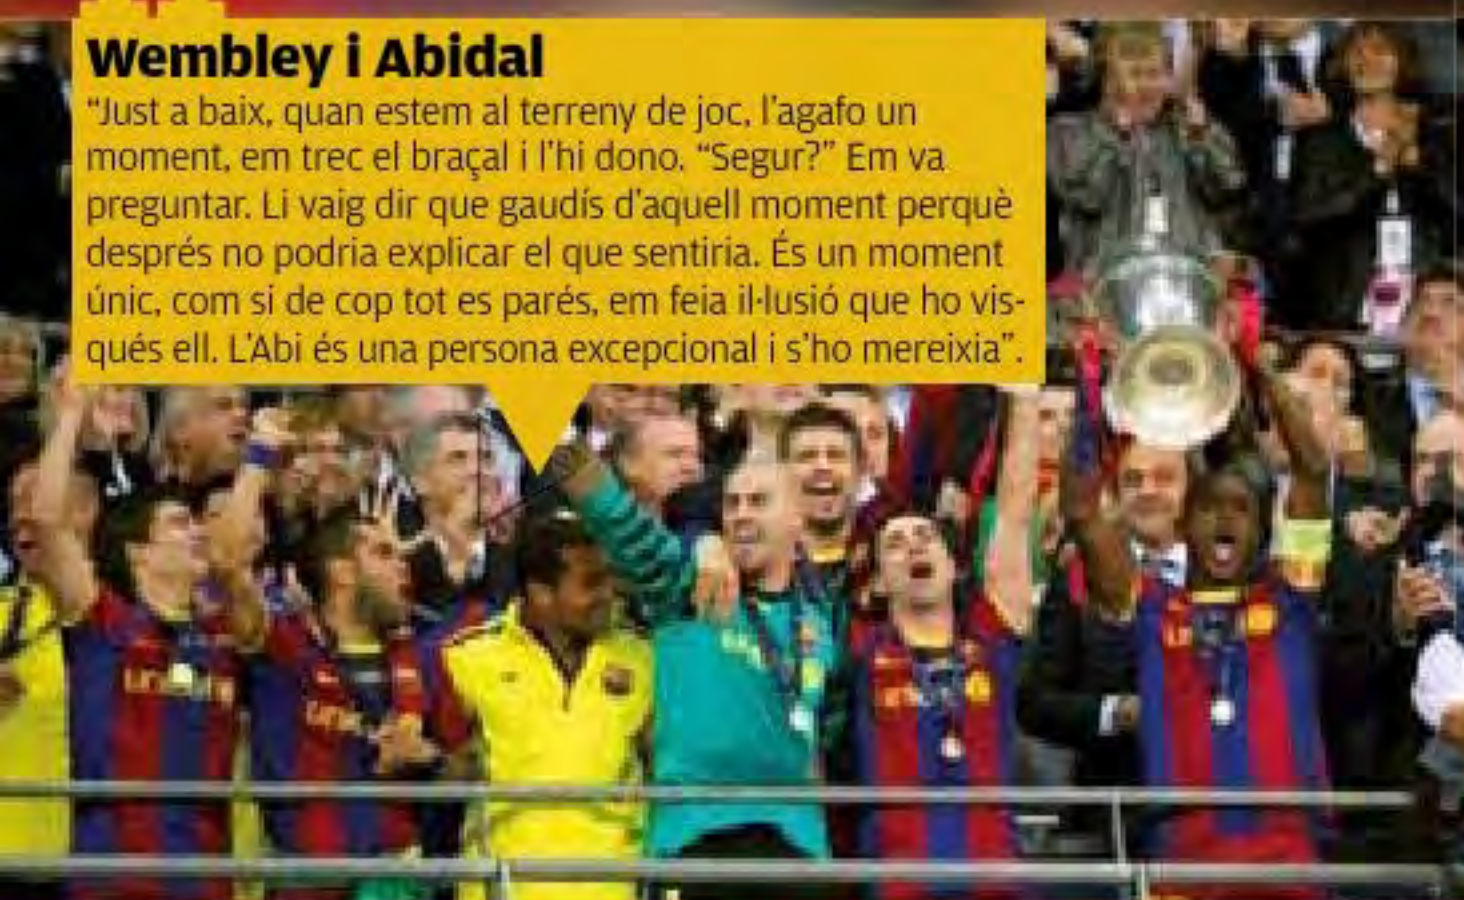 Wembley i Abidal
“Just a baix, quan estem al terreny de joc, l’agafo un
moment, em trec el braçal i l’hi dono. “Segur?” Em va
preguntar. Li vaig dir que gaudís d’aquell moment perquè
després no podria explicar el que sentiria. És un moment
únic, com si de cop tot es parés, em feia il·lusió que ho vis-
qués ell. L’Abi és una persona excepcional i s’ho mereixia”.
unicef
unicef
unicef